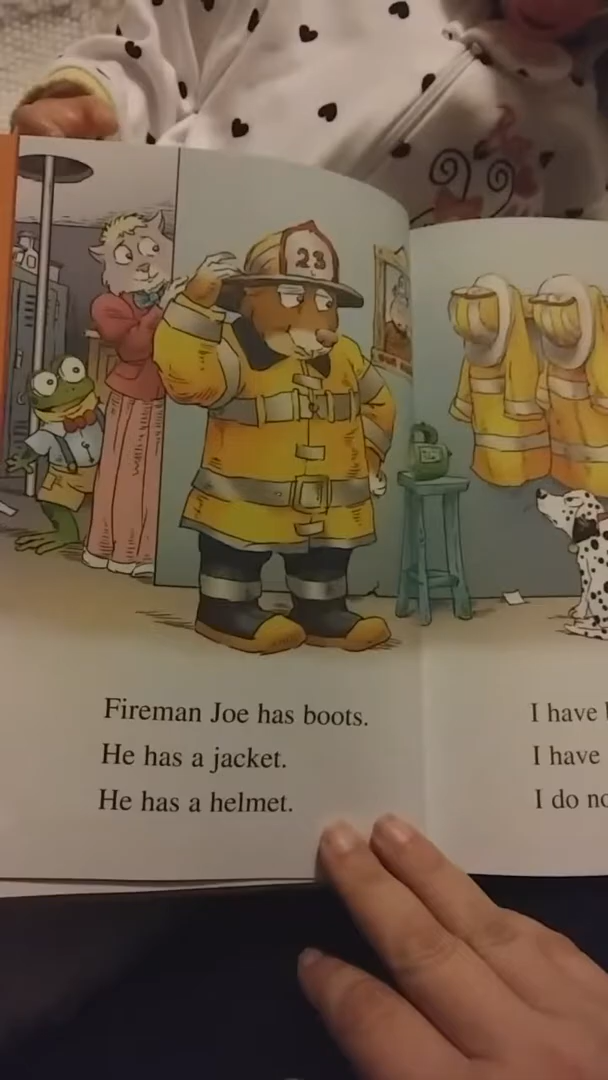 23
Fireman Joe has boots.
He has a jacket.
He has a helmet.
I have
I have
I do